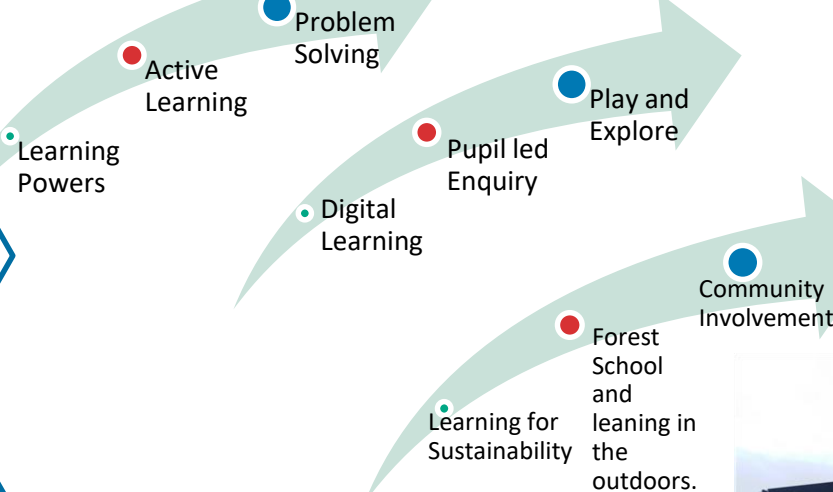 Problem
Solving
Active
Learning
Learning
Powers
Play and
Explore
Pupil led
Enquiry
Digital
Learning
Community
Involvement
Forest
School
and
leaning in
the
outdoors.
Learning for
Sustainability